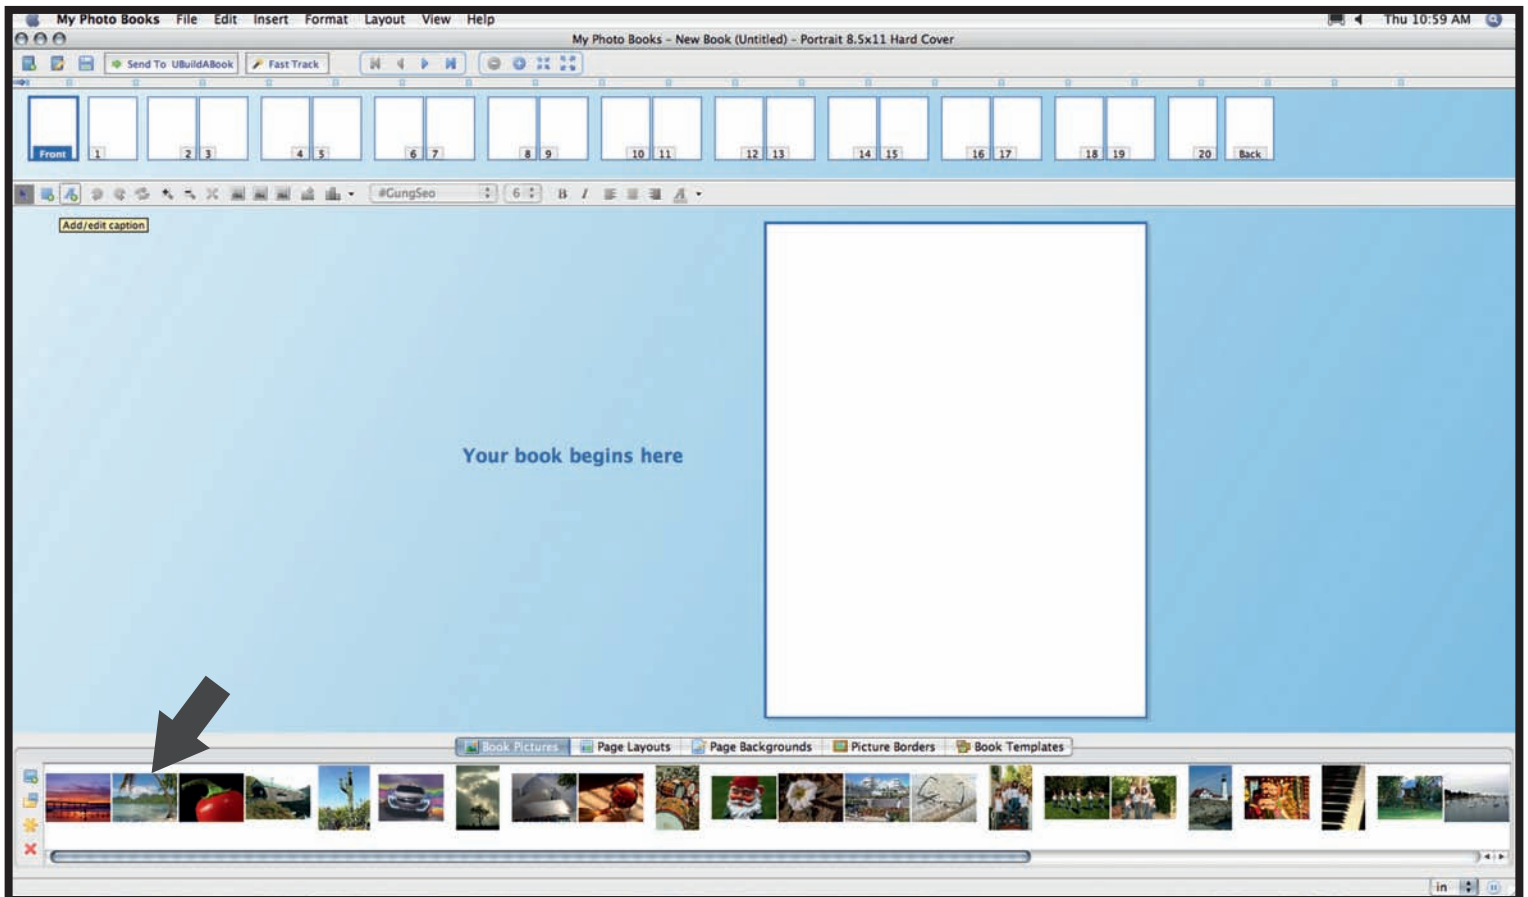 My Photo Books File Edit Insert Format Layout View Help Thu 10:59 AM
My Photo Books - New Book (Untitled) - Portrait 8.5x11 Hard Cover
Send To UBuildABook Fast Track
Front 1 2 3 4 5 6 7 8 9 10 11 12 13 14 15 16 17 18 19 20 Back
#GungSeo 6 B I A
Add/edit caption
Your book begins here
Book Pictures Page Layouts Page Backgrounds Picture Borders Book Templates
in